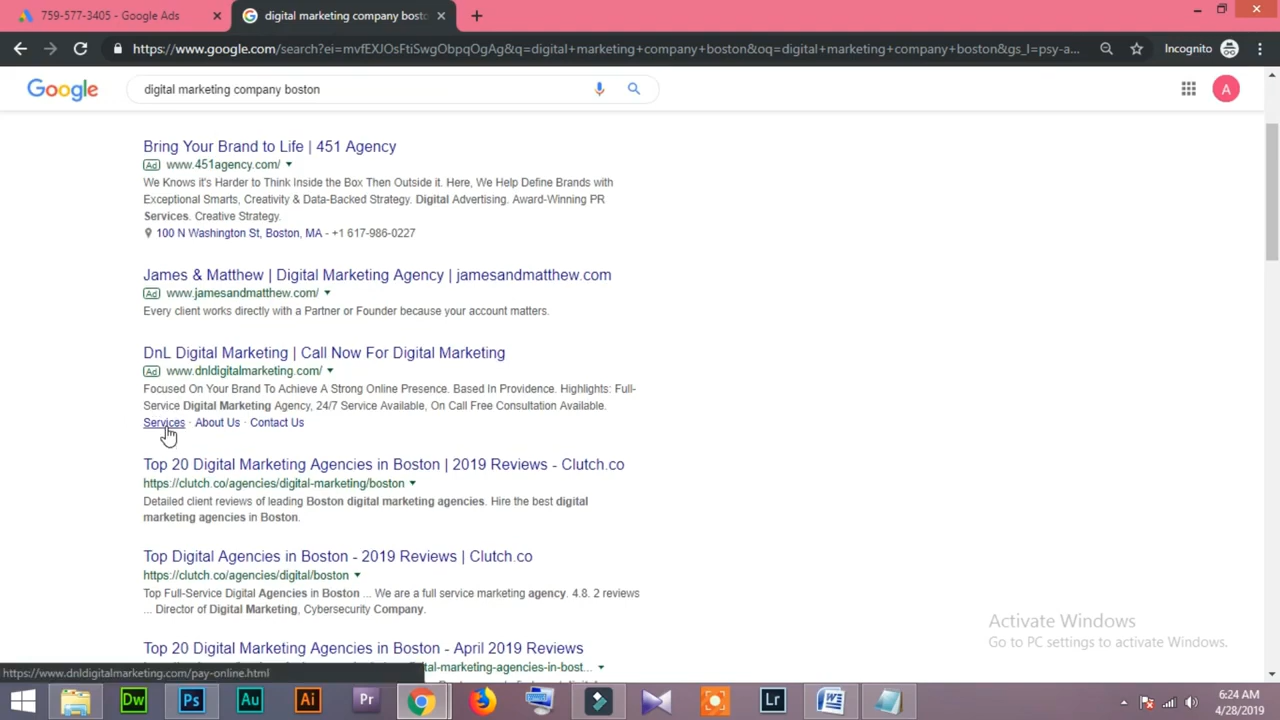 759-577-3405 - Google Ads
digital marketing company bosto
https://www.google.com/search?ei=mvfEXJOsFtiSwgObpqOgAg&q=digital+marketing+company+boston&oq=digital+marketing+company+boston&gs_l=psy-a...
Incognito
Google
digital marketing company boston
A
Bring Your Brand to Life | 451 Agency
Ad www.451agency.com/
We Knows it's Harder to Think Inside the Box Then Outside it. Here, We Help Define Brands with
Exceptional Smarts, Creativity & Data-Backed Strategy. Digital Advertising. Award-Winning PR
Services. Creative Strategy.
100 N Washington St, Boston, MA - +1 617-986-0227
James & Matthew | Digital Marketing Agency | jamesandmatthew.com
Ad www.jamesandmatthew.com/
Every client works directly with a Partner or Founder because your account matters.
DnL Digital Marketing | Call Now For Digital Marketing
Ad www.dnldigitalmarketing.com/
Focused On Your Brand To Achieve A Strong Online Presence. Based In Providence. Highlights: Full-
Service Digital Marketing Agency, 24/7 Service Available, On Call Free Consultation Available.
Services · About Us · Contact Us
Top 20 Digital Marketing Agencies in Boston | 2019 Reviews - Clutch.co
https://clutch.co/agencies/digital-marketing/boston
Detailed client reviews of leading Boston digital marketing agencies. Hire the best digital
marketing agencies in Boston.
Top Digital Agencies in Boston - 2019 Reviews | Clutch.co
https://clutch.co/agencies/digital/boston
Top Full-Service Digital Agencies in Boston ... We are a full service marketing agency. 4.8. 2 reviews
... Director of Digital Marketing, Cybersecurity Company.
Top 20 Digital Marketing Agencies in Boston - April 2019 Reviews
tal-marketing-agencies-in-bost...
Activate Windows
Go to PC settings to activate Windows.
https://www.dnldigitalmarketing.com/pay-online.html
Dw
Ps
Au
Ai
Pr
Lr
6:24 AM
4/28/2019